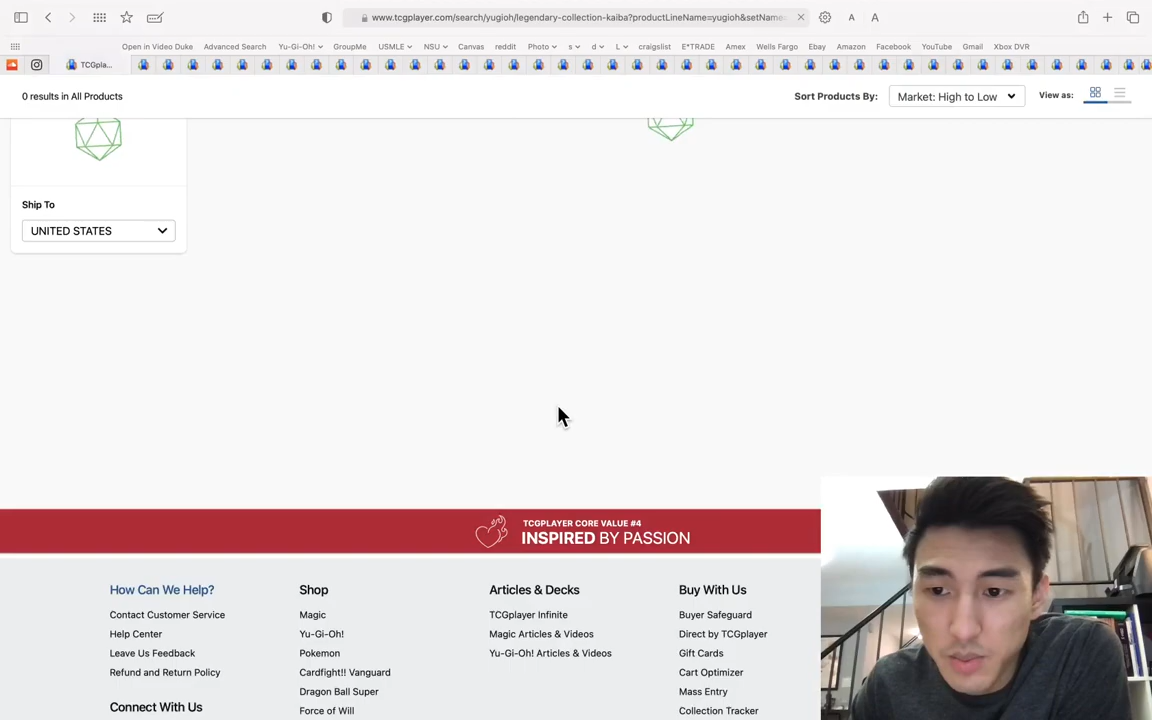 www.tcgplayer.com/search/yugioh/legendary-collection-kaiba?productLineName=yugioh&setName=
A A
Open in Video Duke Advanced Search Yu-Gi-Oh! GroupMe USMLE NSU Canvas reddit Photo s d L craigslist E*TRADE Amex Wells Fargo Ebay Amazon Facebook YouTube Gmail Xbox DVR
TCGpla...
0 results in All Products
Sort Products By: Market: High to Low View as:
Ship To
UNITED STATES
TCGPLAYER CORE VALUE #4
INSPIRED BY PASSION
How Can We Help?
Contact Customer Service
Help Center
Leave Us Feedback
Refund and Return Policy
Connect With Us
Shop
Magic
Yu-Gi-Oh!
Pokemon
Cardfight!! Vanguard
Dragon Ball Super
Force of Will
Articles & Decks
TCGplayer Infinite
Magic Articles & Videos
Yu-Gi-Oh! Articles & Videos
Buy With Us
Buyer Safeguard
Direct by TCGplayer
Gift Cards
Cart Optimizer
Mass Entry
Collection Tracker